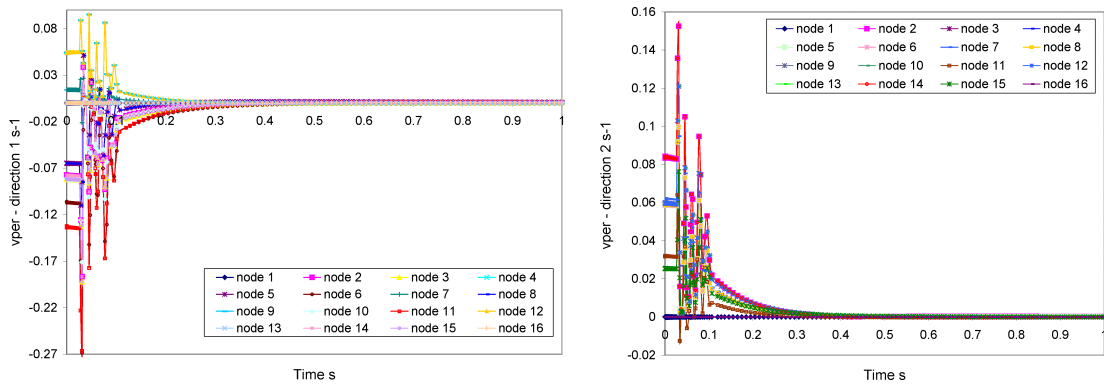 0.08
0.03
-0.02
-0.07
-0.12
-0.17
-0.22
-0.27
0 0.1 0.2 0.3 0.4 0.5 0.6 0.7 0.8 0.9 1
vper - direction 1 s-1
Time s
node 1 node 2 node 3 node 4
node 5 node 6 node 7 node 8
node 9 node 10 node 11 node 12
node 13 node 14 node 15 node 16
0.16
0.14
0.12
0.1
0.08
0.06
0.04
0.02
0
-0.02
0 0.1 0.2 0.3 0.4 0.5 0.6 0.7 0.8 0.9 1
vper - direction 2 s-1
Time s
node 1 node 2 node 3 node 4
node 5 node 6 node 7 node 8
node 9 node 10 node 11 node 12
node 13 node 14 node 15 node 16